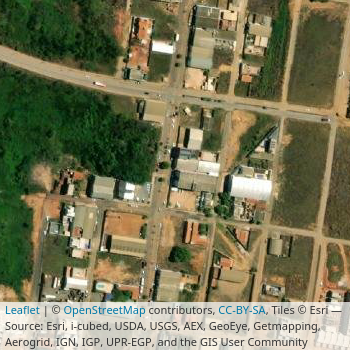 Leaflet | © OpenStreetMap contributors, CC-BY-SA, Tiles © Esri —
Source: Esri, i-cubed, USDA, USGS, AEX, GeoEye, Getmapping,
Aerogrid, IGN, IGP, UPR-EGP, and the GIS User Community